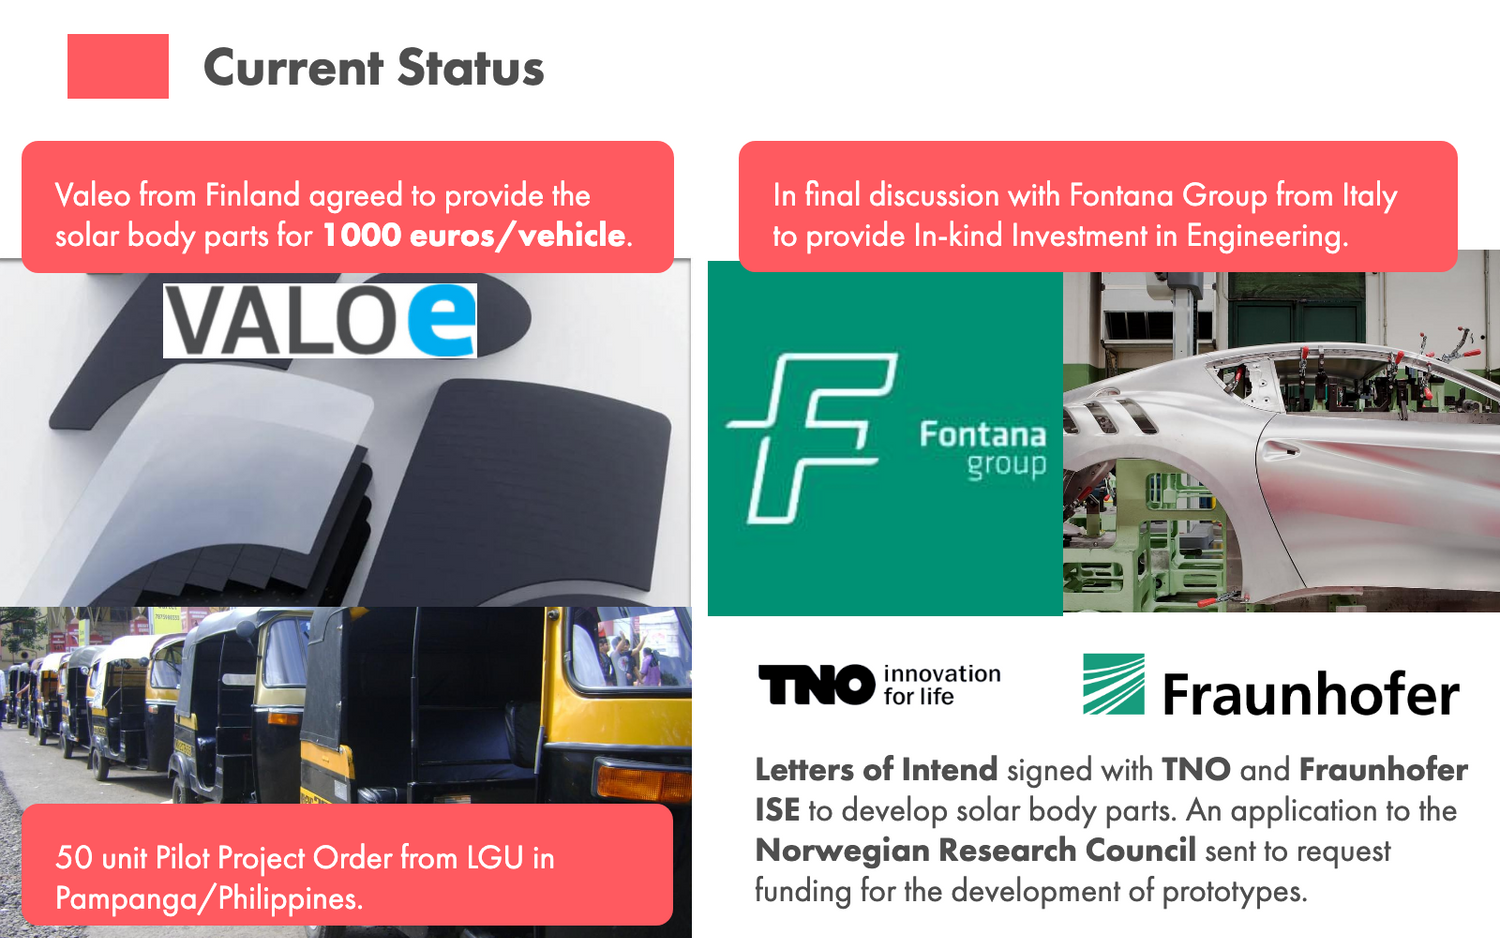 Current Status
Valeo from Finland agreed to provide the
solar body parts for 1000 euros/vehicle.
VALOe
50 unit Pilot Project Order from LGU in
Pampanga/Philippines.
In final discussion with Fontana Group from Italy
to provide In-kind Investment in Engineering.
Fontana
group
TNO innovation
for life
Fraunhofer
Letters of Intend signed with TNO and Fraunhofer
ISE to develop solar body parts. An application to the
Norwegian Research Council sent to request
funding for the development of prototypes.